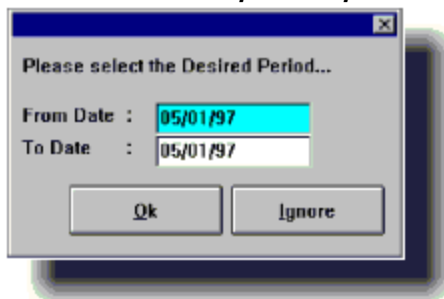 Please select the Desired Period...
From Date : 05/01/97
To Date : 05/01/97
Ok Ignore